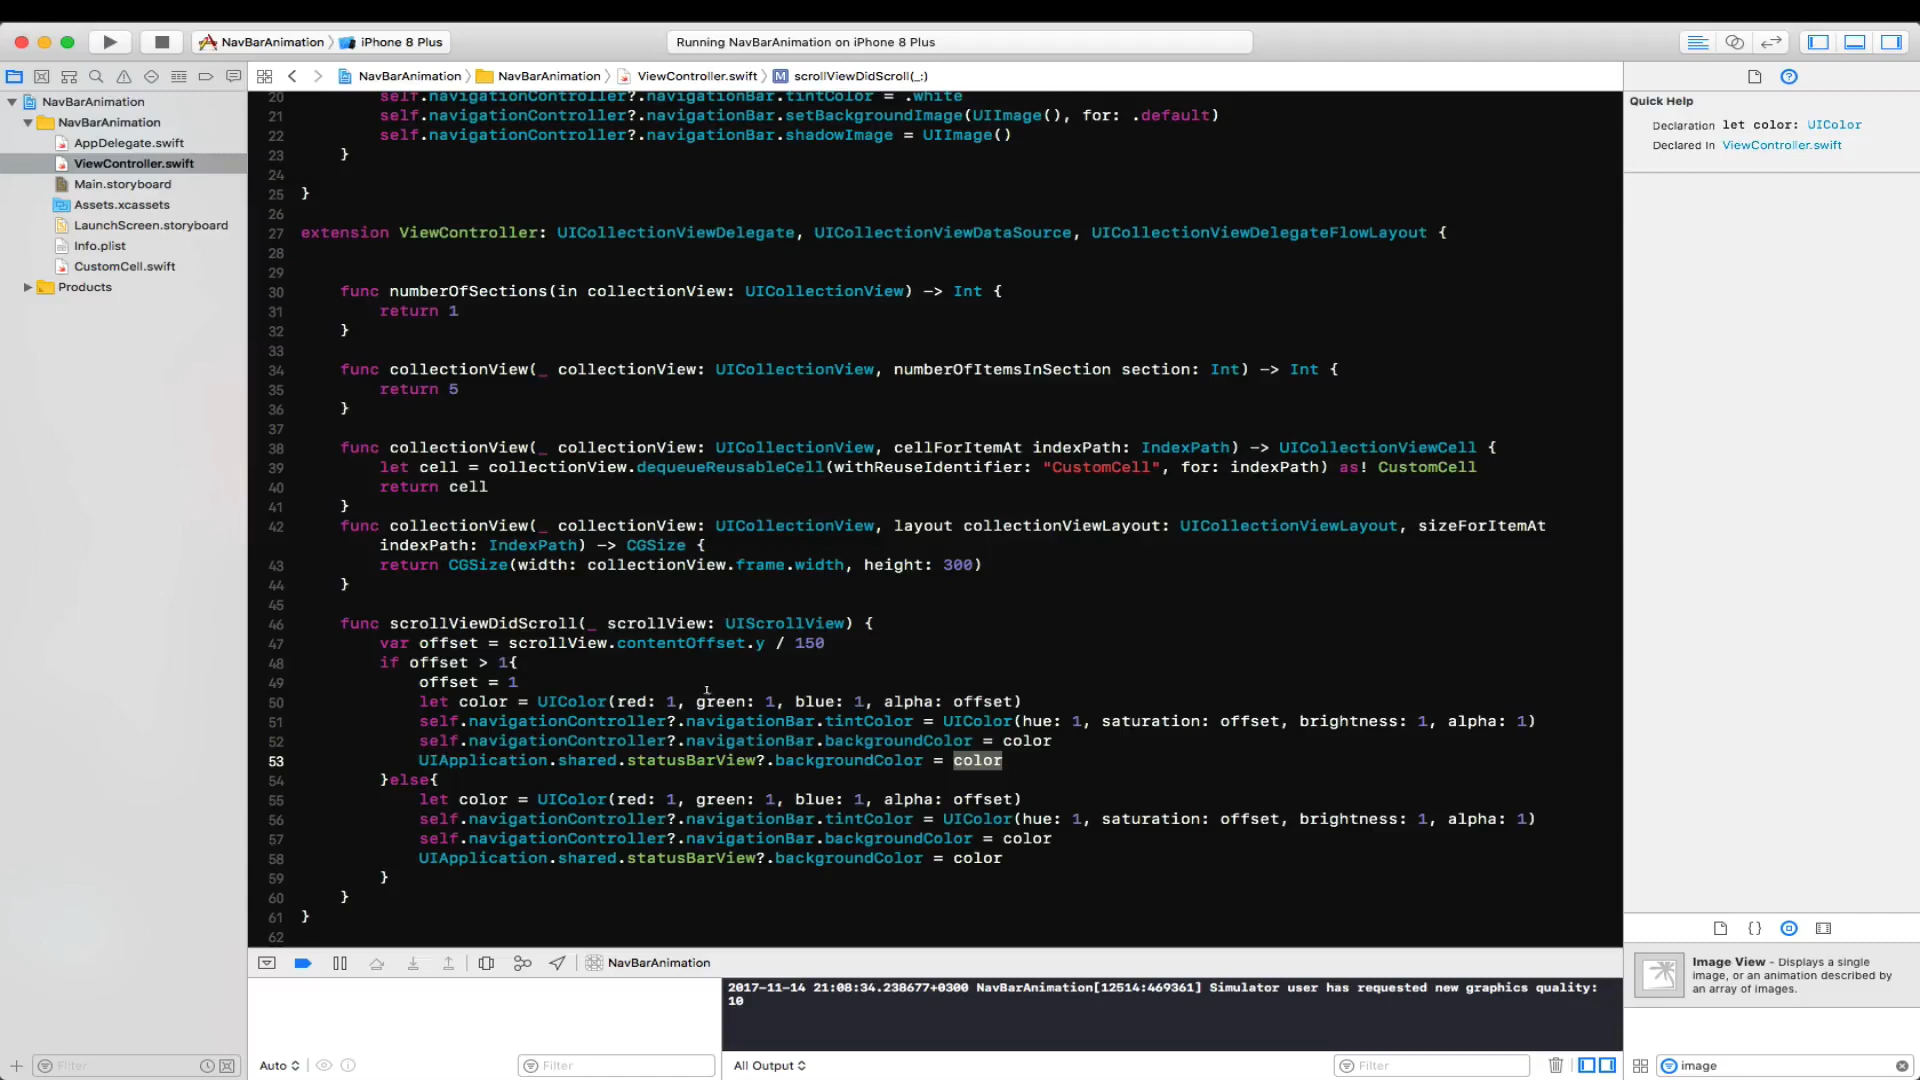 NavBarAnimation
iPhone 8 Plus
Running NavBarAnimation on iPhone 8 Plus
NavBarAnimation
NavBarAnimation
ViewController.swift
M
scrollViewDidScroll(_:)
NavBarAnimation
NavBarAnimation
AppDelegate.swift
ViewController.swift
Main.storyboard
Assets.xcassets
LaunchScreen.storyboard
Info.plist
CustomCell.swift
Products
Filter
20 self.navigationController?.navigationBar.tintColor = .white
21 self.navigationController?.navigationBar.setBackgroundImage(UIImage(), for: .default)
22 self.navigationController?.navigationBar.shadowImage = UIImage()
23 }
24
25 }
26
27 extension ViewController: UICollectionViewDelegate, UICollectionViewDataSource, UICollectionViewDelegateFlowLayout {
28
29
30 func numberOfSections(in collectionView: UICollectionView) -> Int {
31 return 1
32 }
33
34 func collectionView(_ collectionView: UICollectionView, numberOfItemsInSection section: Int) -> Int {
35 return 5
36 }
37
38 func collectionView(_ collectionView: UICollectionView, cellForItemAt indexPath: IndexPath) -> UICollectionViewCell {
39 let cell = collectionView.dequeueReusableCell(withReuseIdentifier: "CustomCell", for: indexPath) as! CustomCell
40 return cell
41 }
42 func collectionView(_ collectionView: UICollectionView, layout collectionViewLayout: UICollectionViewLayout, sizeForItemAt
indexPath: IndexPath) -> CGSize {
43 return CGSize(width: collectionView.frame.width, height: 300)
44 }
45
46 func scrollViewDidScroll(_ scrollView: UIScrollView) {
47 var offset = scrollView.contentOffset.y / 150
48 if offset > 1{
49 offset = 1
50 let color = UIColor(red: 1, green: 1, blue: 1, alpha: offset)
51 self.navigationController?.navigationBar.tintColor = UIColor(hue: 1, saturation: offset, brightness: 1, alpha: 1)
52 self.navigationController?.navigationBar.backgroundColor = color
53 UIApplication.shared.statusBarView?.backgroundColor = color
54 }else{
55 let color = UIColor(red: 1, green: 1, blue: 1, alpha: offset)
56 self.navigationController?.navigationBar.tintColor = UIColor(hue: 1, saturation: offset, brightness: 1, alpha: 1)
57 self.navigationController?.navigationBar.backgroundColor = color
58 UIApplication.shared.statusBarView?.backgroundColor = color
59 }
60 }
61 }
62
NavBarAnimation
2017-11-14 21:08:34.238677+0300 NavBarAnimation[12514:469361] Simulator user has requested new graphics quality:
10
Auto
Filter
All Output
Filter
Quick Help
Declaration let color: UIColor
Declared In ViewController.swift
Image View - Displays a single
image, or an animation described by
an array of images.
image